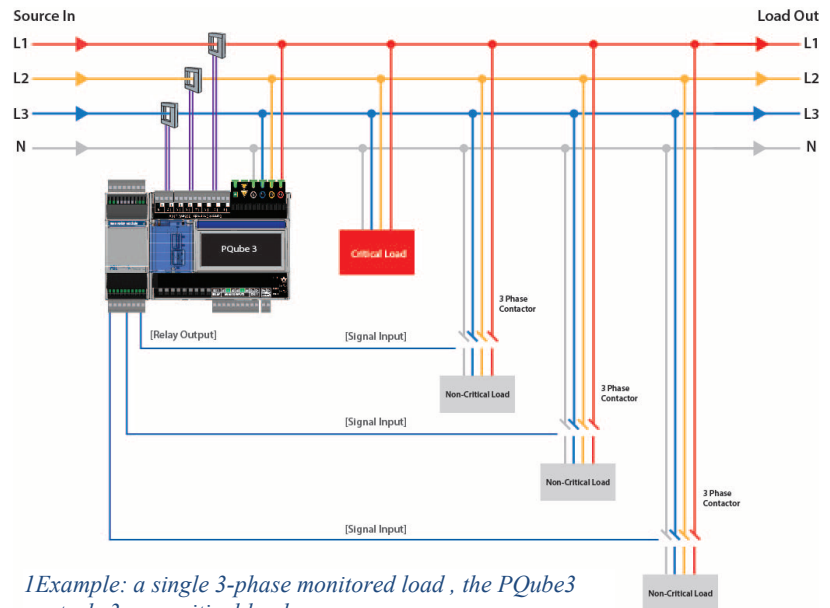 Source In
Load Out
L1
L1
L2
L2
L3
L3
N
N
PQube 3
Critical Load
3 Phase
Contactor
[Relay Output]
[Signal Input]
Non-Critical Load
3 Phase
Contactor
[Signal Input]
Non-Critical Load
3 Phase
Contactor
[Signal Input]
Non-Critical Load
1Example: a single 3-phase monitored load , the PQube3